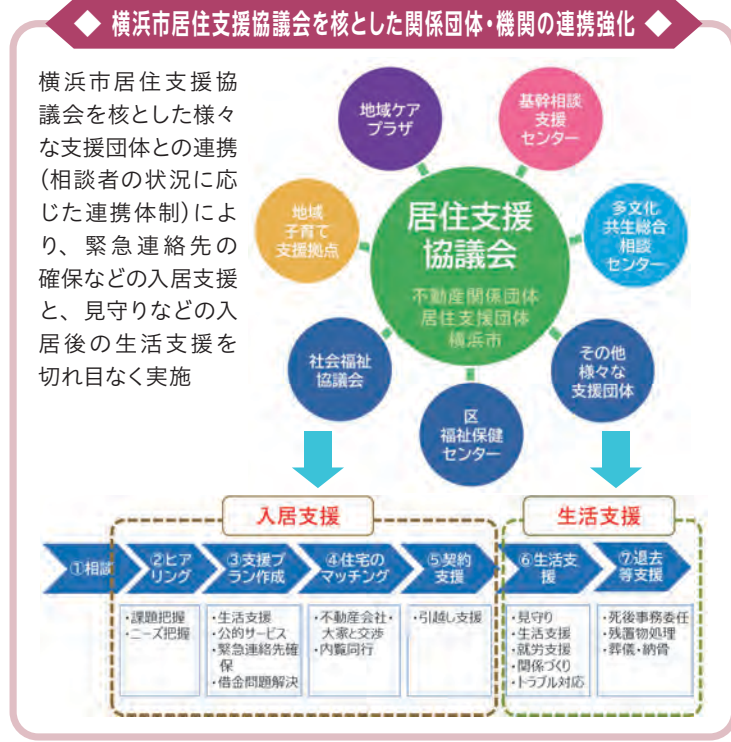 ◆ 横浜市居住支援協議会を核とした関係団体・機関の連携強化 ◆
横浜市居住支援協
議会を核とした様々
な支援団体との連携
(相談者の状況に応
じた連携体制)によ
り、緊急連絡先の
確保などの入居支援
と、見守りなどの入
居後の生活支援を
切れ目なく実施
地域ケア
プラザ
基幹相談
支援
センター
地域
子育て
支援拠点
居住支援
協議会
不動産関係団体
居住支援団体
横浜市
多文化
共生総合
相談
センター
社会福祉
協議会
区
福祉保健
センター
その他
様々な
支援団体
入居支援
生活支援
①相談
②ヒア
リング
③支援プ
ラン作成
④住宅の
マッチング
⑤契約
支援
⑥生活支
援
⑦退去
等支援
・課題把握
・ニーズ把握
・生活支援
・公的サービス
・緊急連絡先確
保
・借金問題解決
・不動産会社・
大家と交渉
・内覧同行
・引越し支援
・見守り
・生活支援
・就労支援
・関係づくり
・トラブル対応
・死後事務委任
・残置物処理
・葬儀・納骨